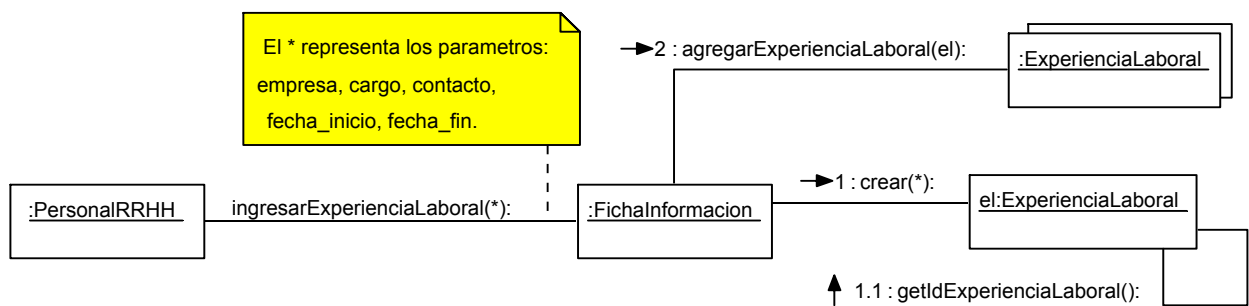 El * representa los parametros:
empresa, cargo, contacto,
fecha_inicio, fecha_fin.
2 : agregarExperienciaLaboral(el):
:ExperienciaLaboral
:PersonalRRHH
ingresarExperienciaLaboral(*):
:FichaInformacion
1 : crear(*):
el:ExperienciaLaboral
1.1 : getIdExperienciaLaboral():